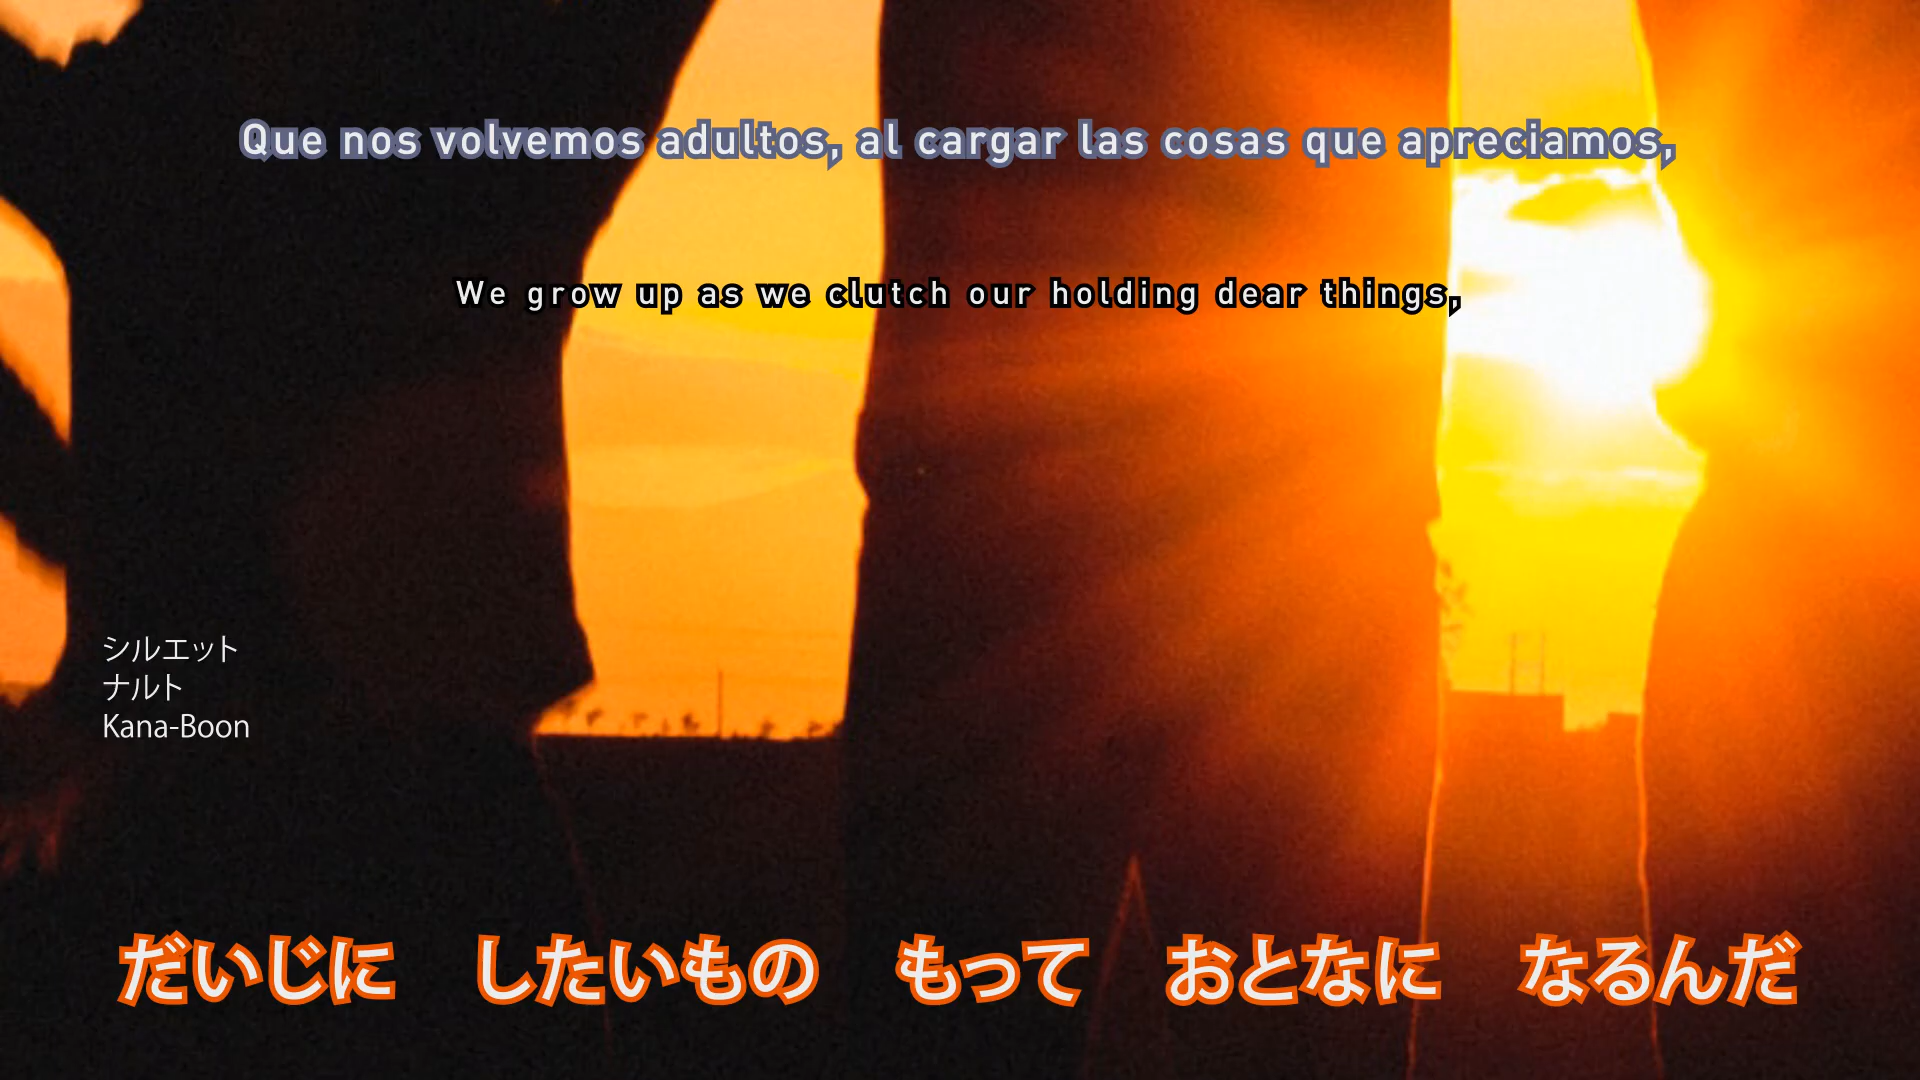 Que nos volvemos adultos, al cargar las cosas que apreciamos,
We grow up as we clutch our holding dear things,
シルエット
ナルト
Kana-Boon
だいじに　したいもの　もって　おとなに　なるんだ